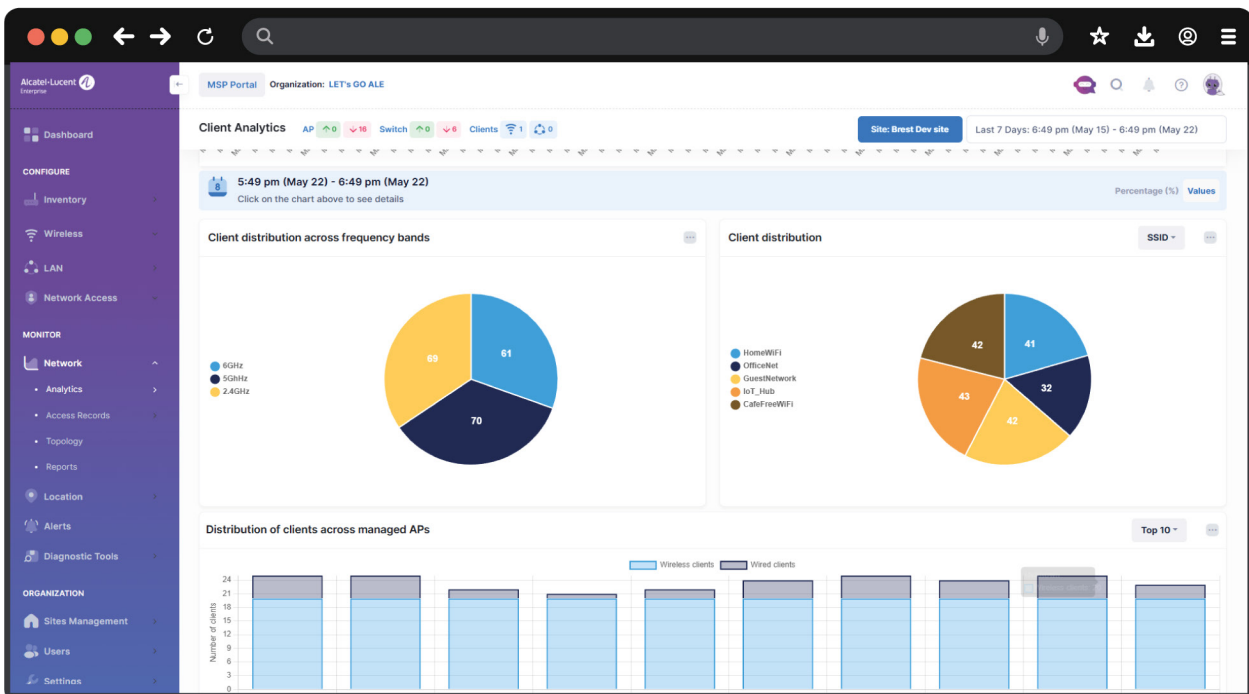 Alcatel·Lucent
Enterprise
MSP Portal Organization: LET's GO ALE
Client Analytics AP 0 16 Switch 0 6 Clients 1 0
Site: Brest Dev site
Last 7 Days: 6:49 pm (May 15) - 6:49 pm (May 22)
Dashboard
CONFIGURE
Inventory
Wireless
LAN
Network Access
MONITOR
Network
Analytics
Access Records
Topology
Reports
Location
Alerts
Diagnostic Tools
ORGANIZATION
Sites Management
Users
Settings
8
5:49 pm (May 22) - 6:49 pm (May 22)
Click on the chart above to see details
Percentage (%) Values
Client distribution across frequency bands
6GHz
5GhHz
2.4GHz
69
61
70
Client distribution
SSID
HomeWiFi
OfficeNet
GuestNetwork
IoT_Hub
CafeFreeWiFi
42
41
32
43
42
Distribution of clients across managed APs
Top 10
Wireless clients Wired clients
Number of clients
24
21
18
15
12
9
6
3
0